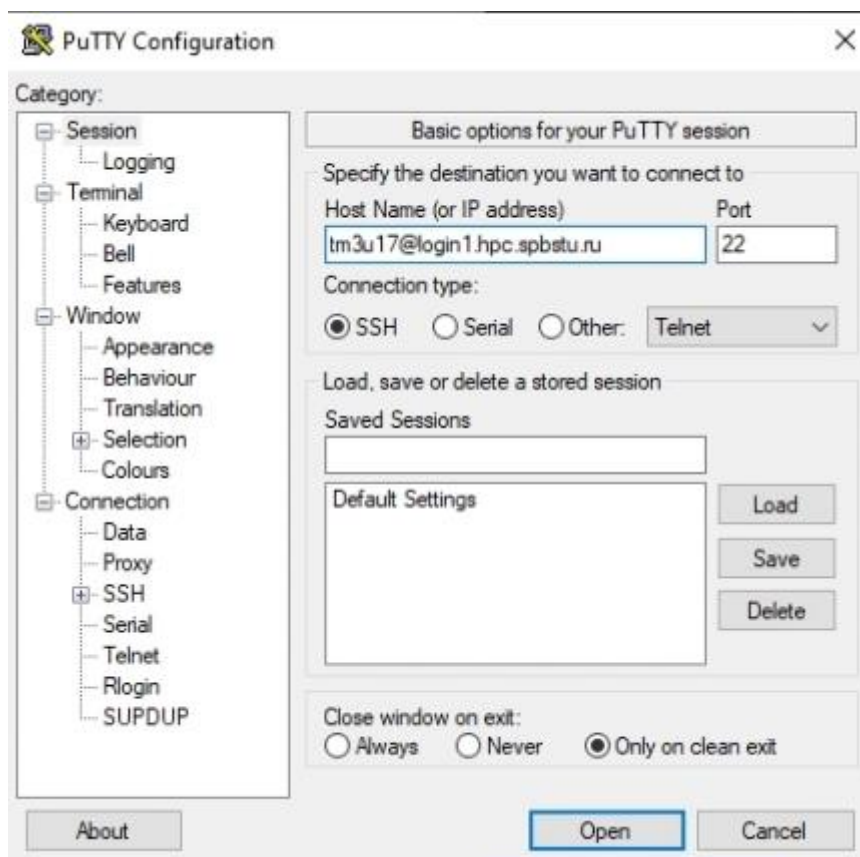 PuTTY Configuration
Category:
Session
Logging
Terminal
Keyboard
Bell
Features
Window
Appearance
Behaviour
Translation
Selection
Colours
Connection
Data
Proxy
SSH
Serial
Telnet
Rlogin
SUPDUP
Basic options for your PuTTY session
Specify the destination you want to connect to
Host Name (or IP address) Port
tm3u17@login1.hpc.spbstu.ru 22
Connection type:
SSH Serial Other: Telnet
Load, save or delete a stored session
Saved Sessions
Default Settings
Load
Save
Delete
Close window on exit:
Always Never Only on clean exit
About Open Cancel